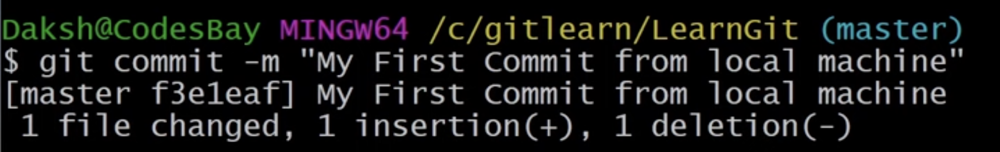 Daksh@CodesBay MINGW64 /c/gitlearn/LearnGit (master)
$ git commit -m "My First Commit from local machine"
[master f3e1eaf] My First Commit from local machine
 1 file changed, 1 insertion(+), 1 deletion(-)